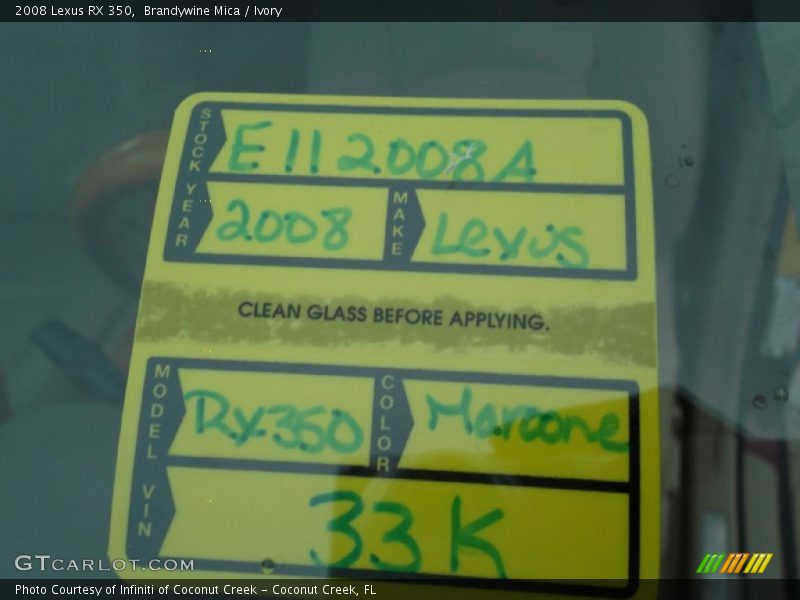 2008 Lexus RX 350, Brandywine Mica / Ivory
STOCK E112008A
YEAR 2008 MAKE Lexus
CLEAN GLASS BEFORE APPLYING.
MODEL Rx350 COLOR Maroone
VIN 33K
GTCARLOT.COM
Photo Courtesy of Infiniti of Coconut Creek – Coconut Creek, FL